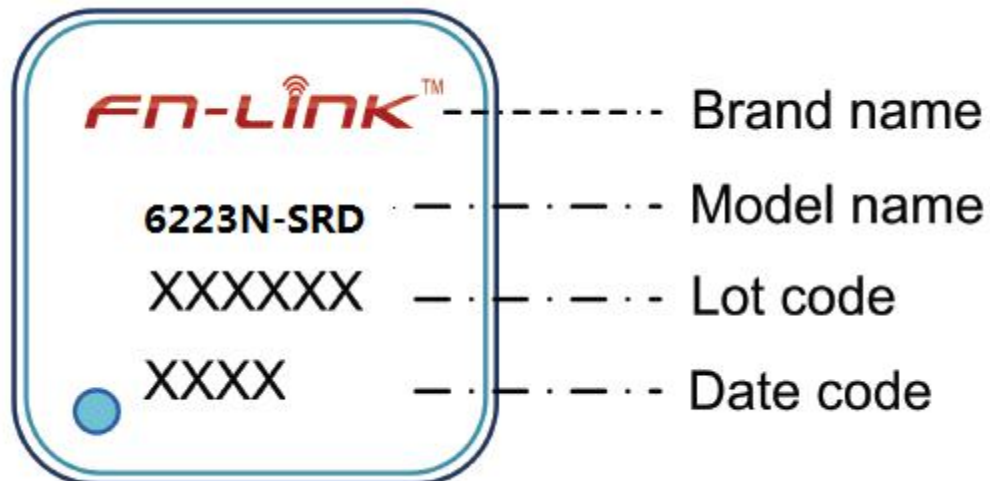 FN-LINK™ Brand name
6223N-SRD Model name
XXXXXX Lot code
XXXX Date code